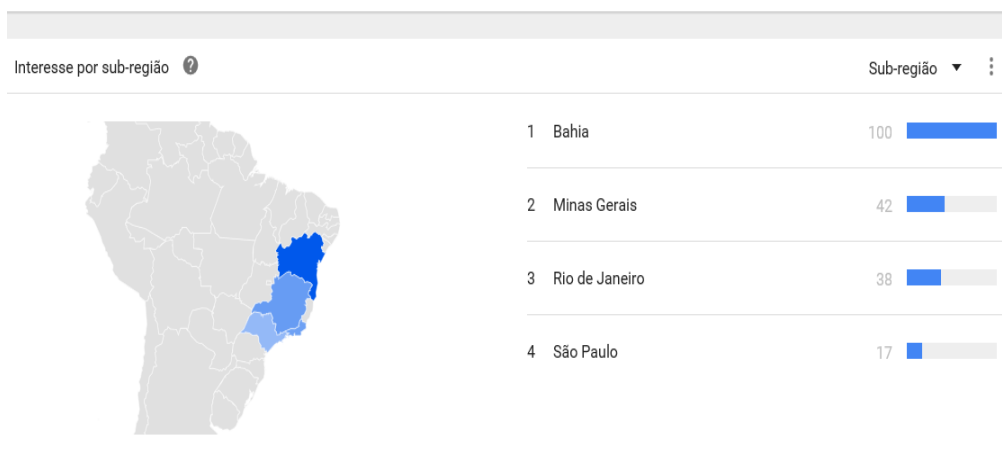 Interesse por sub-região ?
Sub-região
1 Bahia 100
2 Minas Gerais 42
3 Rio de Janeiro 38
4 São Paulo 17